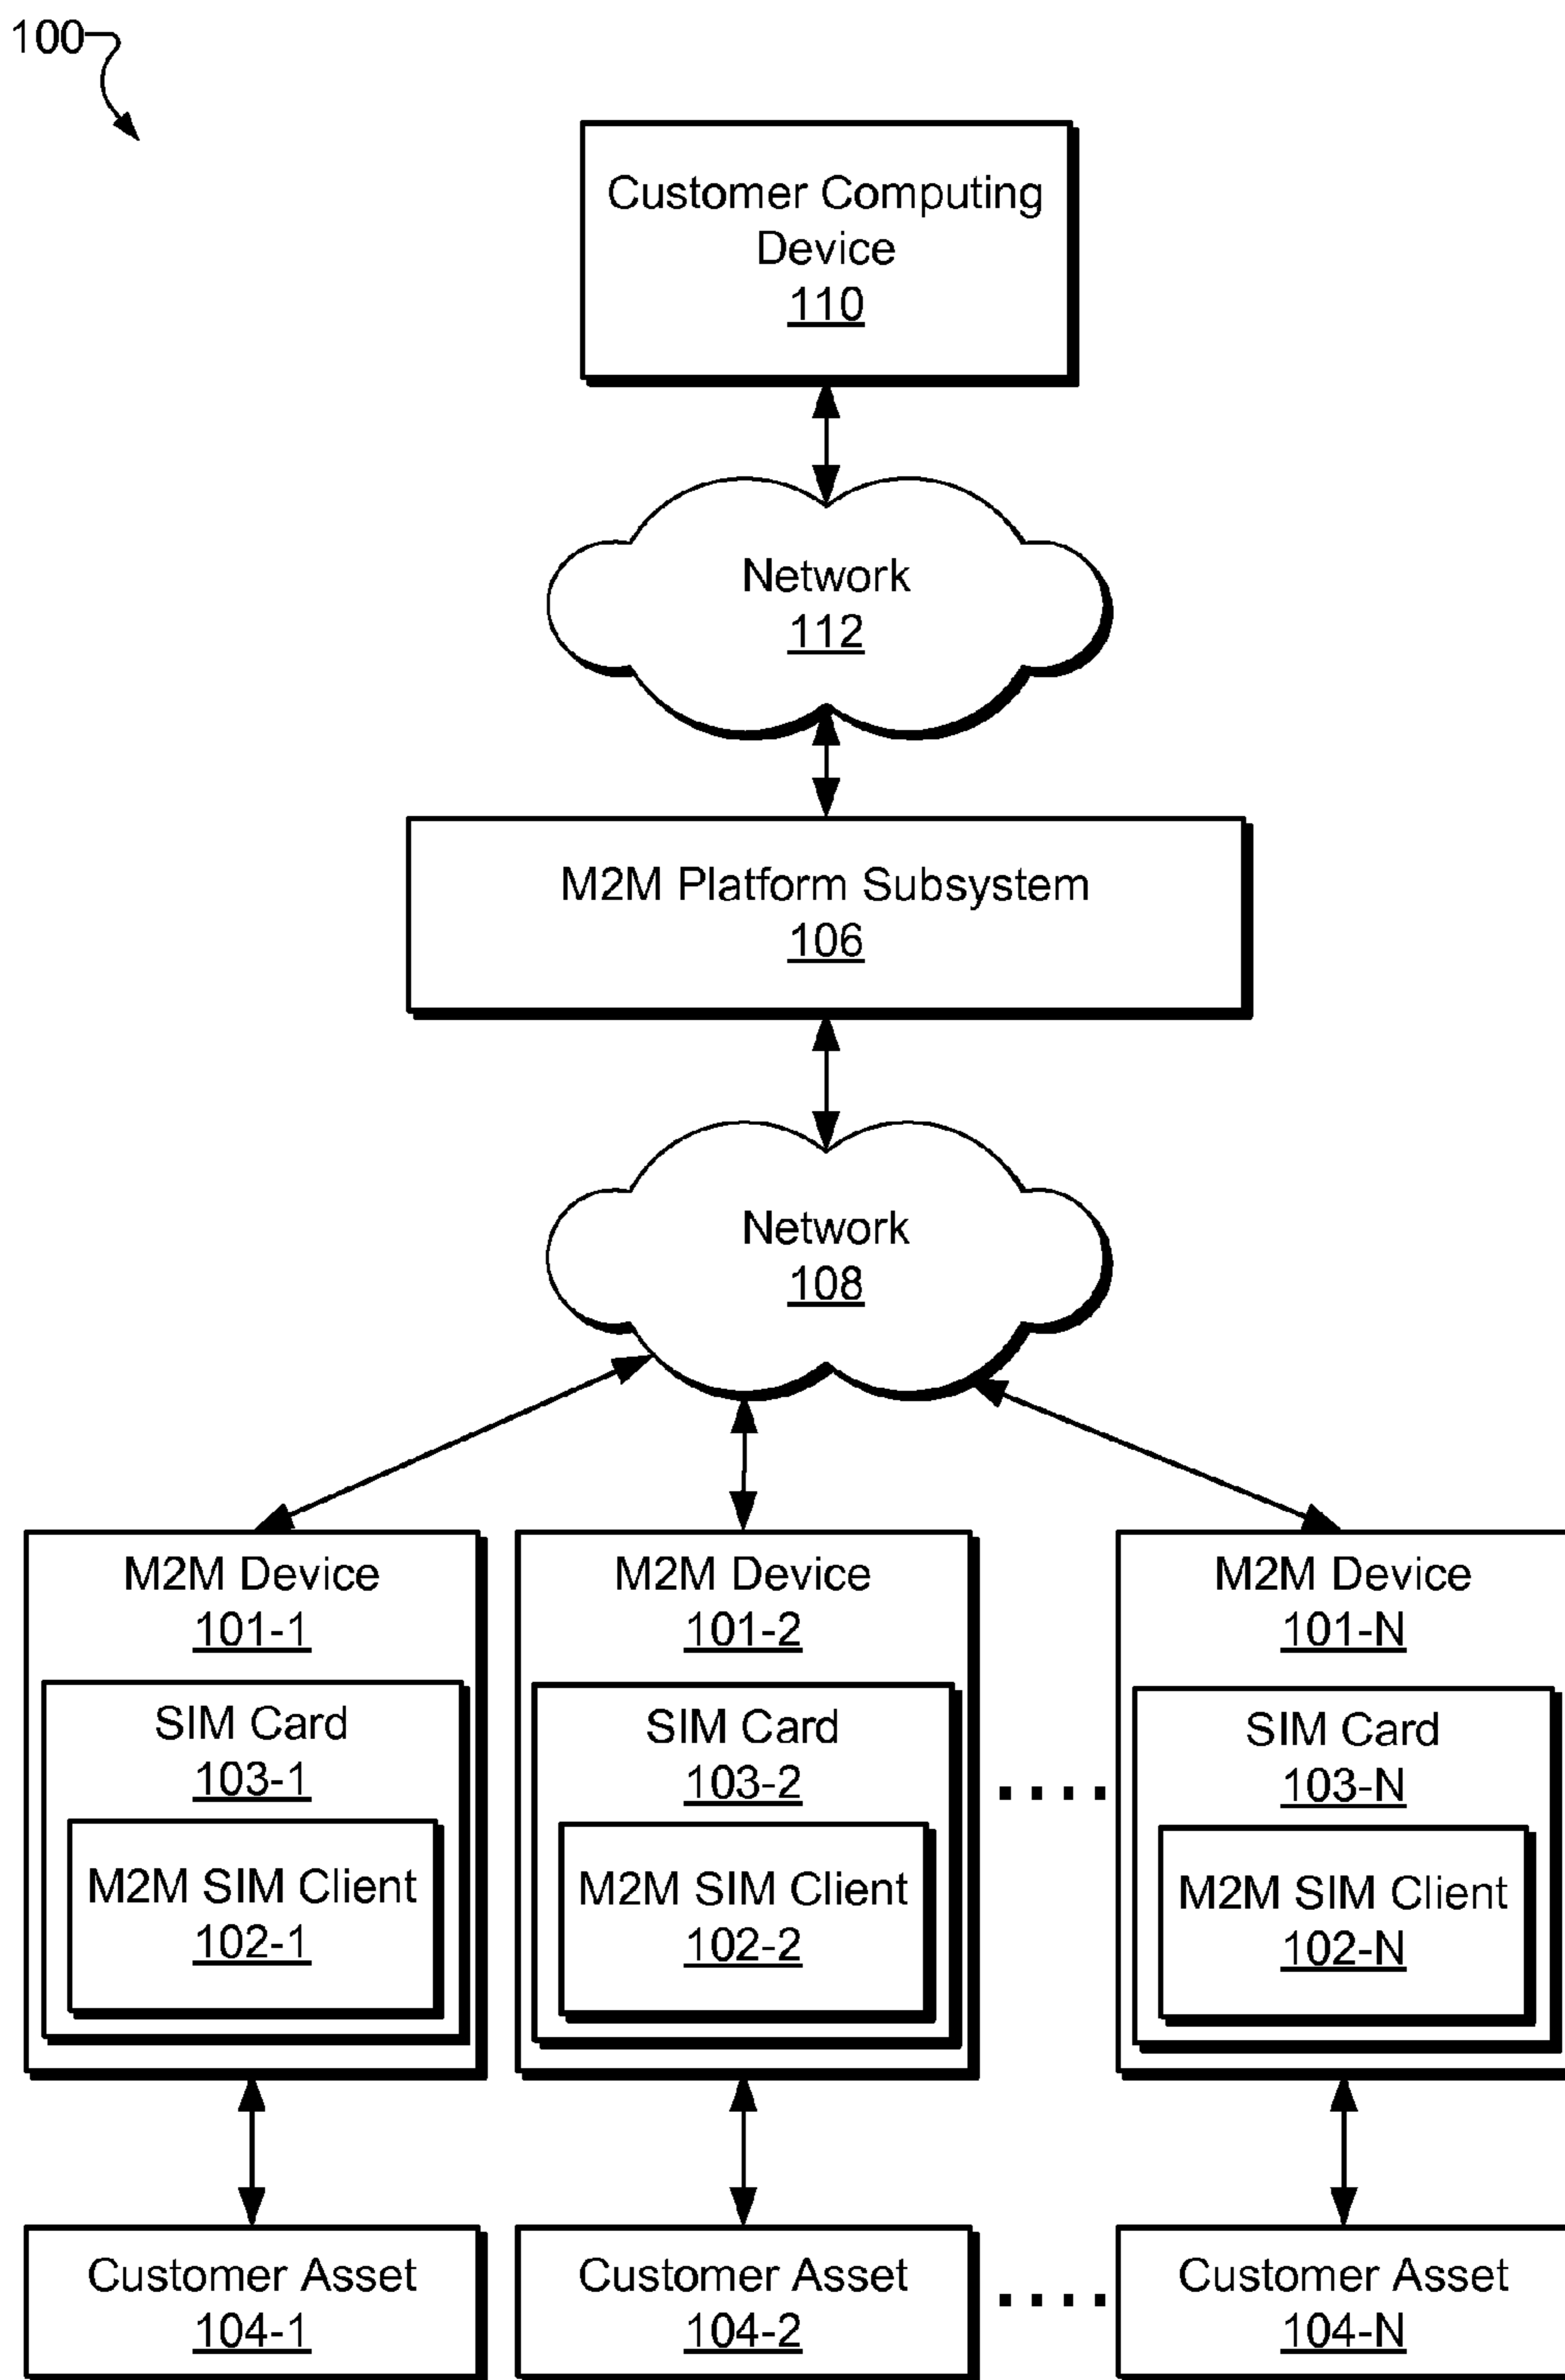 100
Customer Computing
Device
110
Network
112
M2M Platform Subsystem
106
Network
108
M2M Device
101-1
SIM Card
103-1
M2M SIM Client
102-1
M2M Device
101-2
SIM Card
103-2
M2M SIM Client
102-2
M2M Device
101-N
SIM Card
103-N
M2M SIM Client
102-N
Customer Asset
104-1
Customer Asset
104-2
Customer Asset
104-N